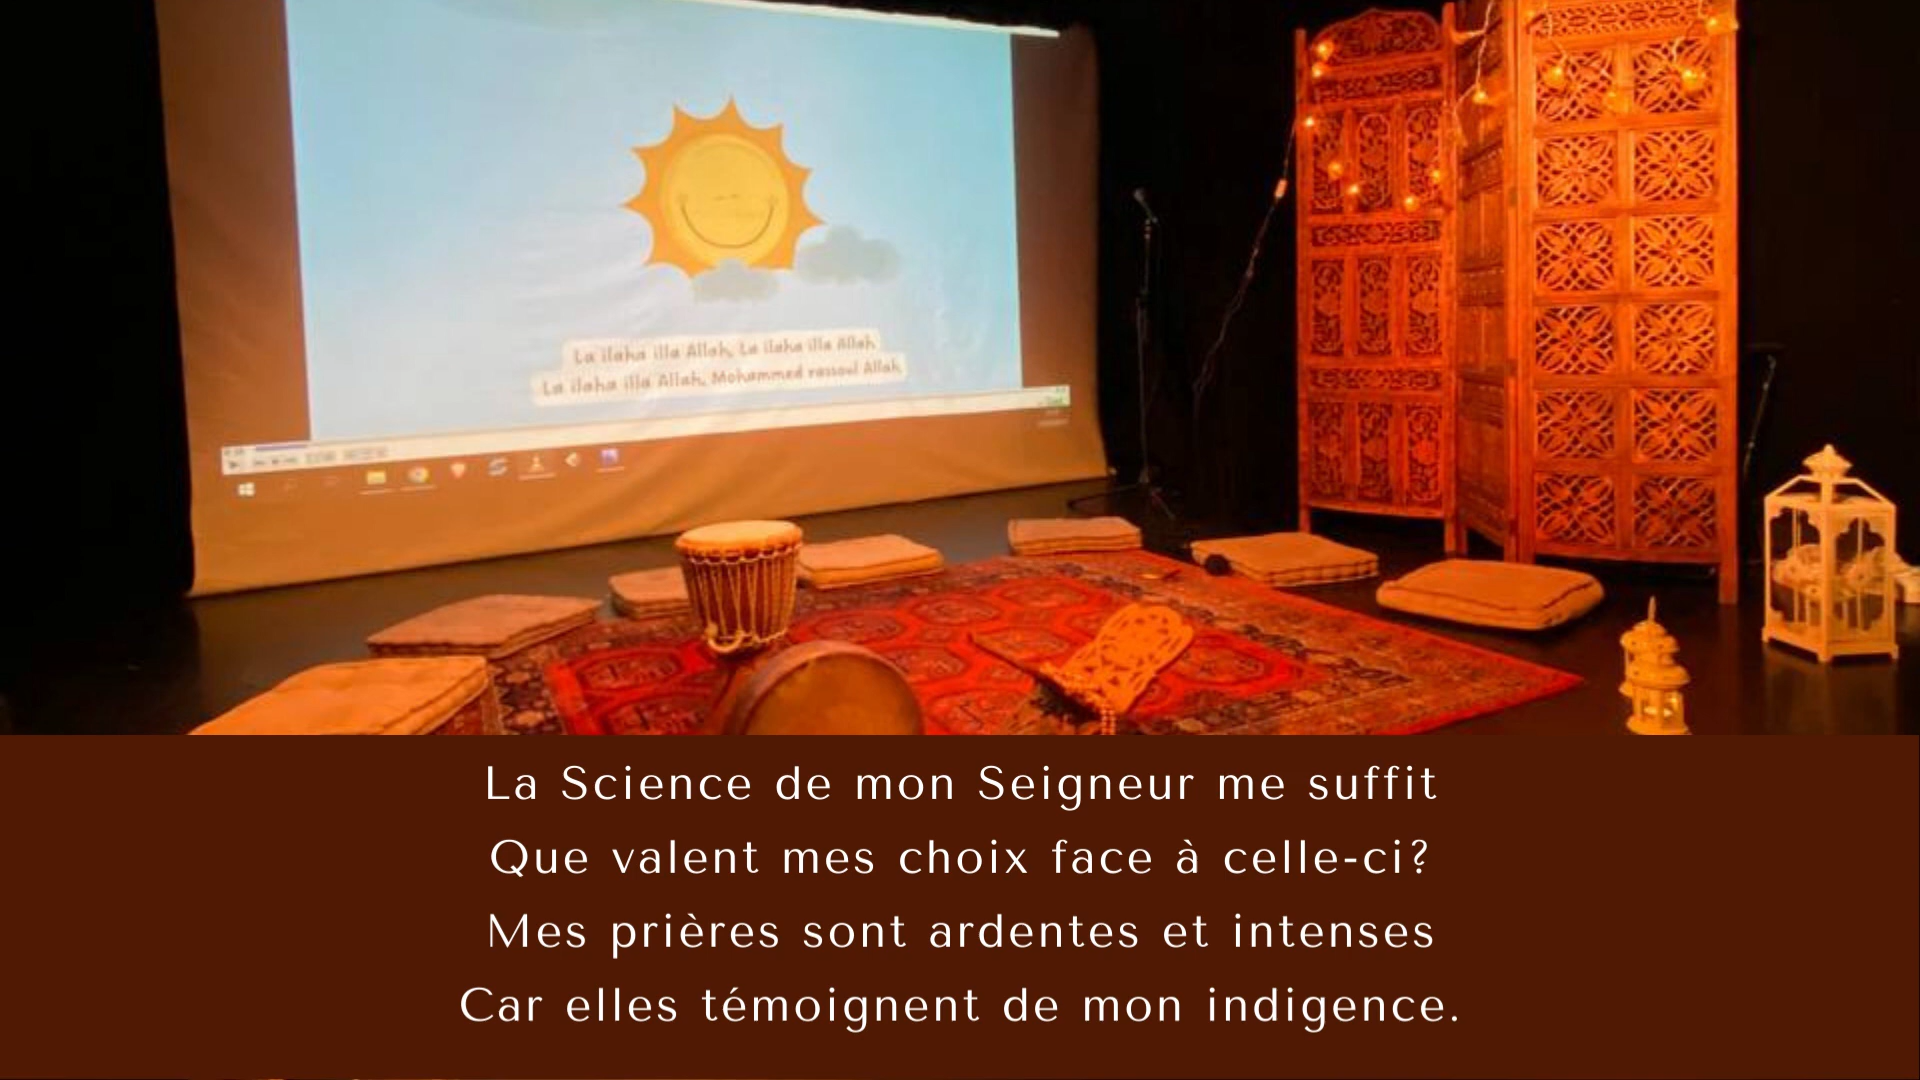 La ilaha illa Allah, La ilaha illa Allah
La ilaha illa Allah, Mohammed rassoul Allah
La Science de mon Seigneur me suffit
Que valent mes choix face à celle-ci?
Mes prières sont ardentes et intenses
Car elles témoignent de mon indigence.